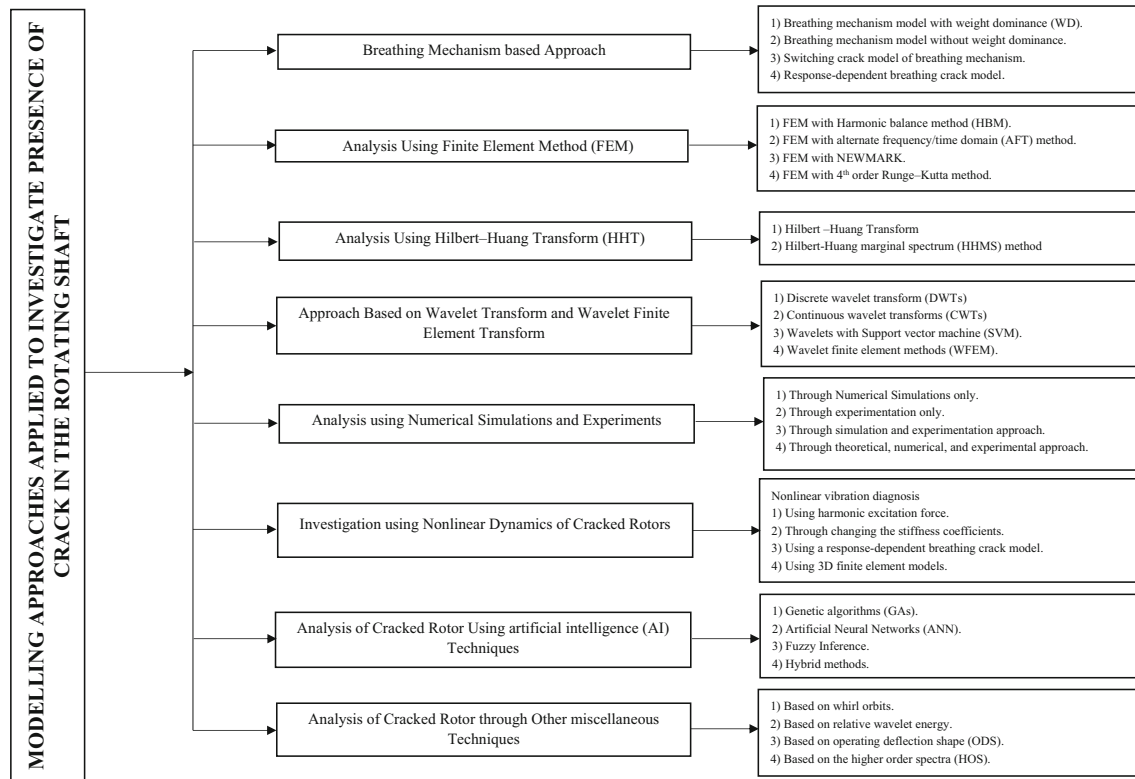 MODELLING APPROACHES APPLIED TO INVESTIGATE PRESENCE OF
CRACK IN THE ROTATING SHAFT
Breathing Mechanism based Approach
1) Breathing mechanism model with weight dominance (WD).
2) Breathing mechanism model without weight dominance.
3) Switching crack model of breathing mechanism.
4) Response-dependent breathing crack model.
Analysis Using Finite Element Method (FEM)
1) FEM with Harmonic balance method (HBM).
2) FEM with alternate frequency/time domain (AFT) method.
3) FEM with NEWMARK.
4) FEM with 4th order Runge–Kutta method.
Analysis Using Hilbert–Huang Transform (HHT)
1) Hilbert –Huang Transform
2) Hilbert-Huang marginal spectrum (HHMS) method
Approach Based on Wavelet Transform and Wavelet Finite
Element Transform
1) Discrete wavelet transform (DWTs)
2) Continuous wavelet transforms (CWTs)
3) Wavelets with Support vector machine (SVM).
4) Wavelet finite element methods (WFEM).
Analysis using Numerical Simulations and Experiments
1) Through Numerical Simulations only.
2) Through experimentation only.
3) Through simulation and experimentation approach.
4) Through theoretical, numerical, and experimental approach.
Investigation using Nonlinear Dynamics of Cracked Rotors
Nonlinear vibration diagnosis
1) Using harmonic excitation force.
2) Through changing the stiffness coefficients.
3) Using a response-dependent breathing crack model.
4) Using 3D finite element models.
Analysis of Cracked Rotor Using artificial intelligence (AI)
Techniques
1) Genetic algorithms (GAs).
2) Artificial Neural Networks (ANN).
3) Fuzzy Inference.
4) Hybrid methods.
Analysis of Cracked Rotor through Other miscellaneous
Techniques
1) Based on whirl orbits.
2) Based on relative wavelet energy.
3) Based on operating deflection shape (ODS).
4) Based on the higher order spectra (HOS).